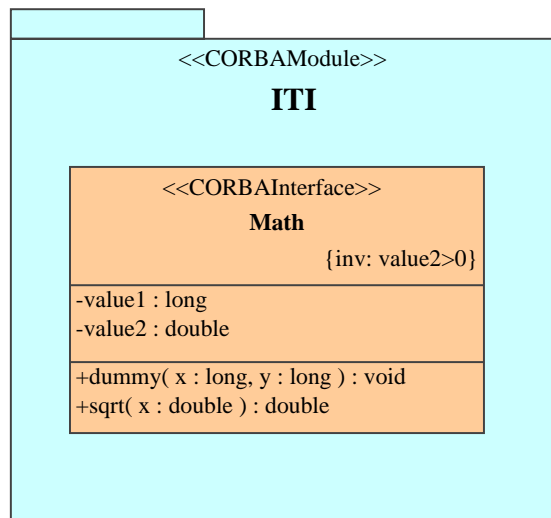 <<CORBAModule>>
ITI
<<CORBAInterface>>
Math
{inv: value2>0}
-value1 : long
-value2 : double
+dummy( x : long, y : long ) : void
+sqrt( x : double ) : double